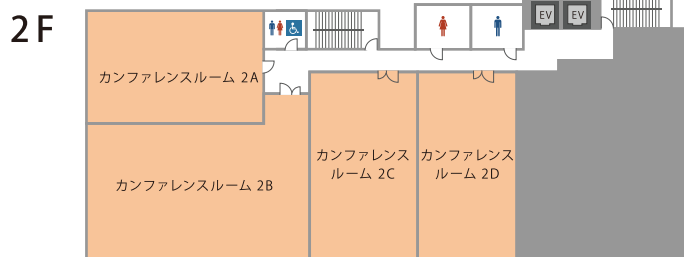 2F
EV
EV
カンファレンスルーム 2A
カンファレンス
ルーム 2C
カンファレンス
ルーム 2D
カンファレンスルーム 2B